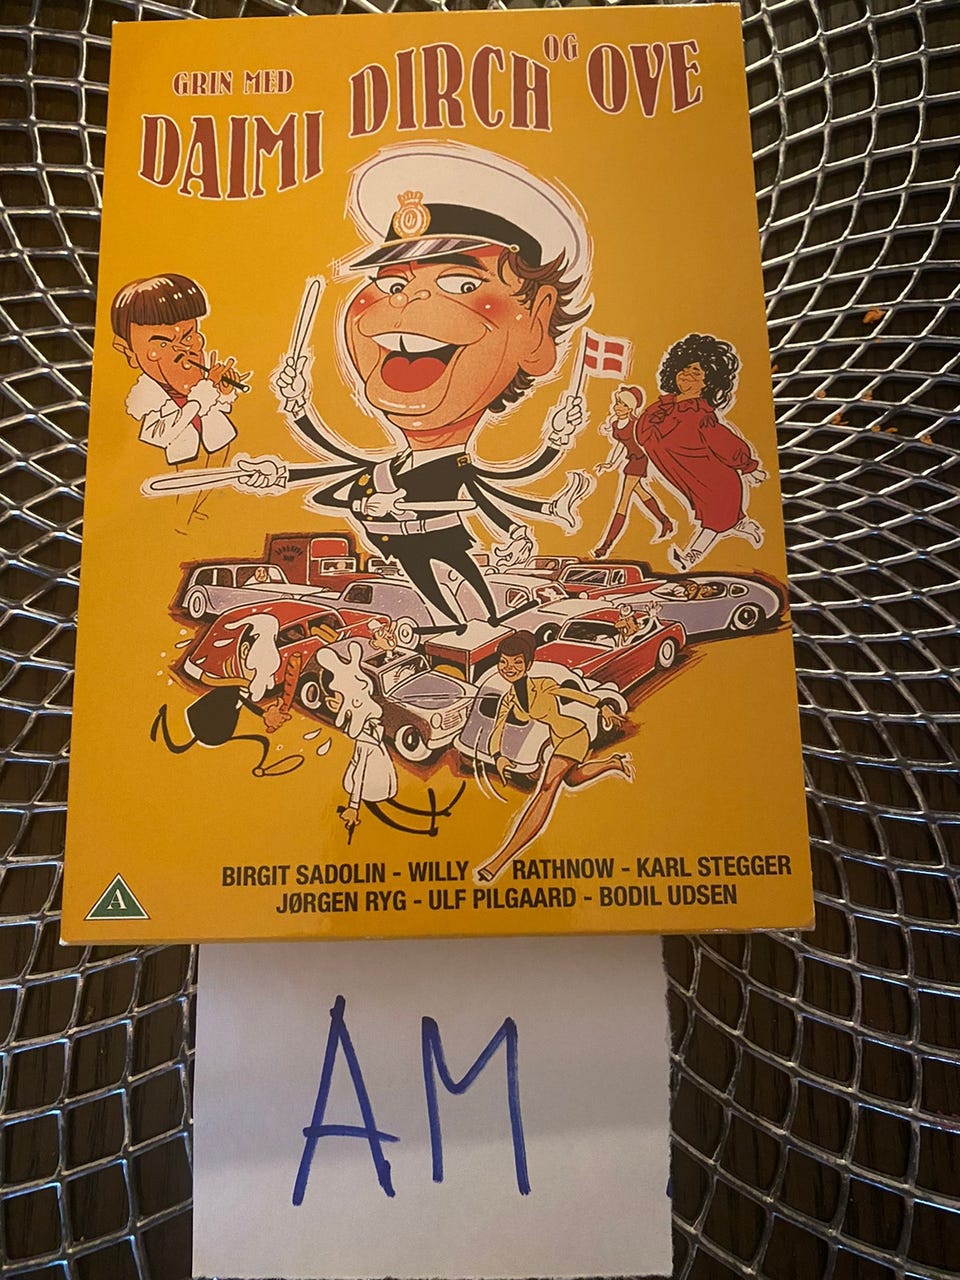 GRIN MED
DAIMI DIRCH OG OVE
BIRGIT SADOLIN - WILLY RATHNOW - KARL STEGGER
JØRGEN RYG - ULF PILGAARD - BODIL UDSEN
A
AM